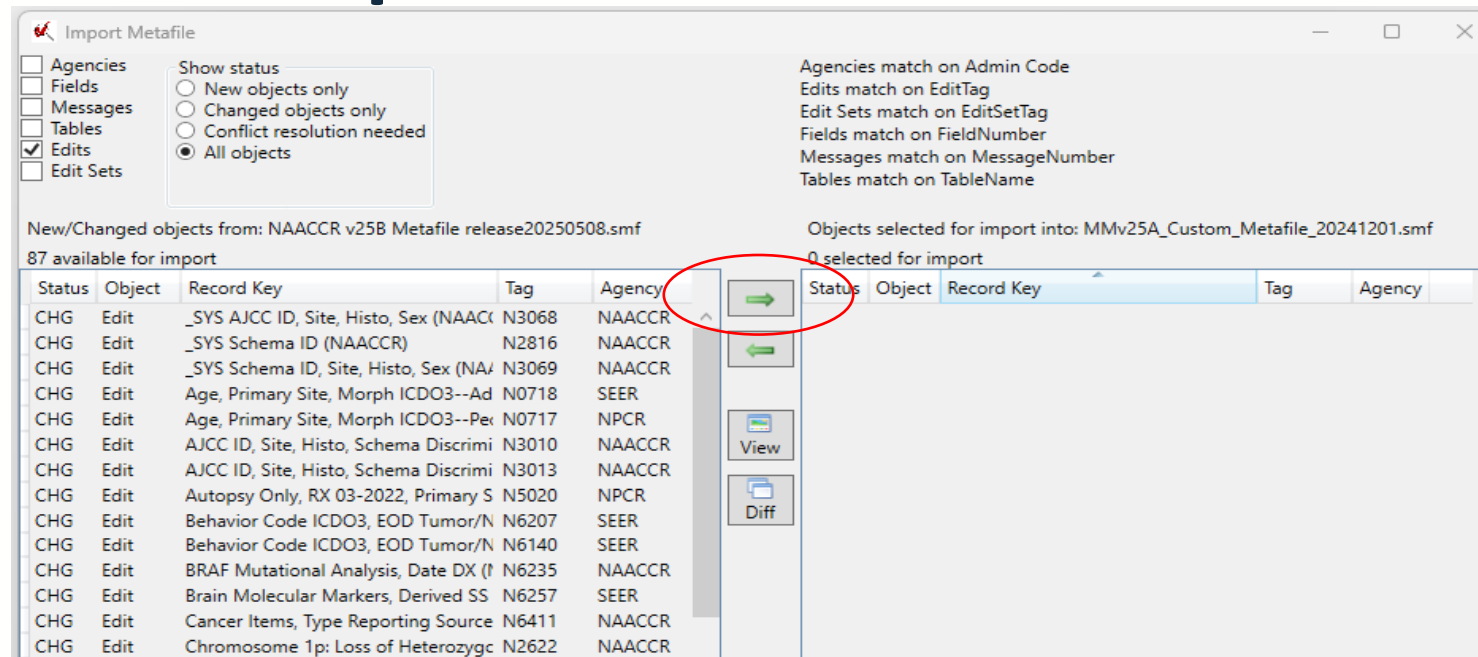 Import Metafile
Agencies
Fields
Messages
Tables
Edits
Edit Sets
Show status
New objects only
Changed objects only
Conflict resolution needed
All objects
Agencies match on Admin Code
Edits match on EditTag
Edit Sets match on EditSetTag
Fields match on FieldNumber
Messages match on MessageNumber
Tables match on TableName
New/Changed objects from: NAACCR v25B Metafile release20250508.smf
87 available for import
Objects selected for import into: MMv25A_Custom_Metafile_20241201.smf
0 selected for import
Status Object Record Key Tag Agency
CHG Edit _SYS AJCC ID, Site, Histo, Sex (NAAC( N3068 NAACCR
CHG Edit _SYS Schema ID (NAACCR) N2816 NAACCR
CHG Edit _SYS Schema ID, Site, Histo, Sex (NA N3069 NAACCR
CHG Edit Age, Primary Site, Morph ICDO3--Ad N0718 SEER
CHG Edit Age, Primary Site, Morph ICDO3--Pe N0717 NPCR
CHG Edit AJCC ID, Site, Histo, Schema Discrimi N3010 NAACCR
CHG Edit AJCC ID, Site, Histo, Schema Discrimi N3013 NAACCR
CHG Edit Autopsy Only, RX 03-2022, Primary S N5020 NPCR
CHG Edit Behavior Code ICDO3, EOD Tumor/N N6207 SEER
CHG Edit Behavior Code ICDO3, EOD Tumor/N N6140 SEER
CHG Edit BRAF Mutational Analysis, Date DX ( N6235 NAACCR
CHG Edit Brain Molecular Markers, Derived SS N6257 SEER
CHG Edit Cancer Items, Type Reporting Source N6411 NAACCR
CHG Edit Chromosome 1p: Loss of Heterozygc N2622 NAACCR
View
Diff
Status Object Record Key Tag Agency